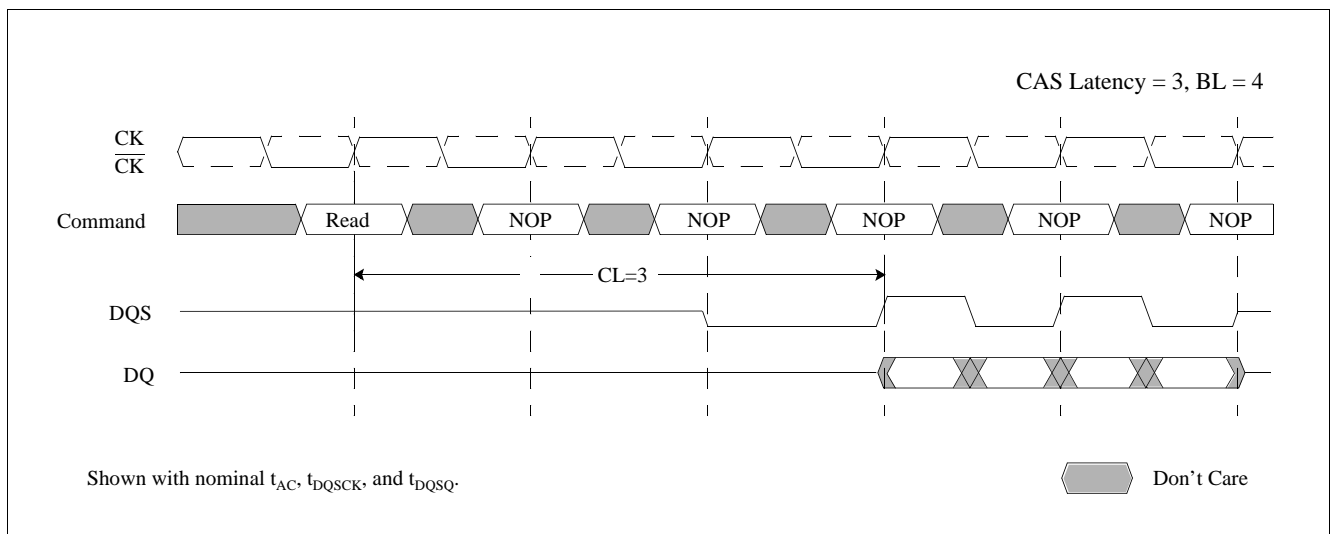 CAS Latency = 3, BL = 4
CK
CK
Command
Read NOP NOP NOP NOP NOP
CL=3
DQS
DQ
Shown with nominal tAC, tDQSCK, and tDQSQ.
Don't Care